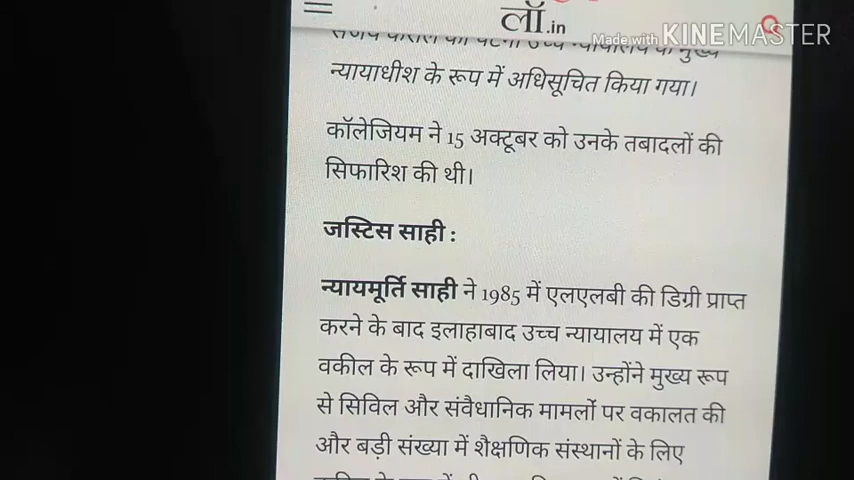 लॉ.in
Made with KINEMASTER
मुख्य
न्यायाधीश के रूप में अधिसूचित किया गया।
कॉलेजियम ने 15 अक्टूबर को उनके तबादलों की
सिफारिश की थी।
जस्टिस साही :
न्यायमूर्ति साही ने 1985 में एलएलबी की डिग्री प्राप्त
करने के बाद इलाहाबाद उच्च न्यायालय में एक
वकील के रूप में दाखिला लिया। उन्होंने मुख्य रूप
से सिविल और संवैधानिक मामलों पर वकालत की
और बड़ी संख्या में शैक्षणिक संस्थानों के लिए